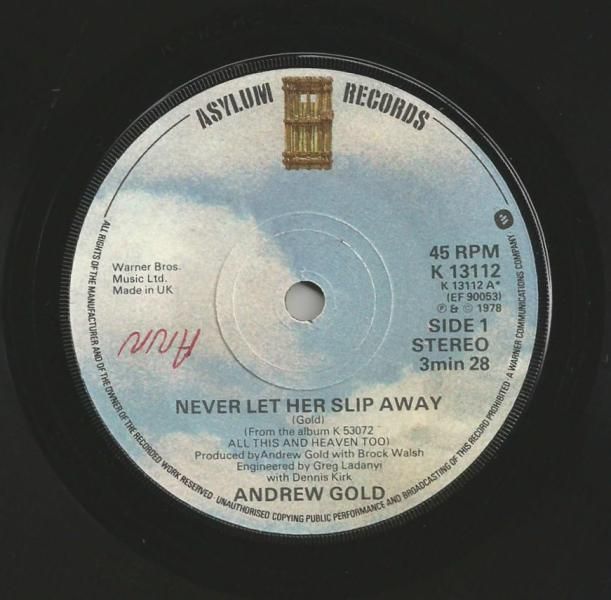 ASYLUM RECORDS
Warner Bros.
Music Ltd.
Made in UK
45 RPM
K 13112
K 13112 A*
(EF 90053)
℗ & © 1978
SIDE 1
STEREO
3min 28
Ann
NEVER LET HER SLIP AWAY
(Gold)
(From the album K 53072
ALL THIS AND HEAVEN TOO)
Produced by Andrew Gold with Brock Walsh
Engineered by Greg Ladanyi
with Dennis Kirk
ANDREW GOLD
ALL RIGHTS OF THE MANUFACTURER AND OF THE OWNER OF THE RECORDED WORK RESERVED. UNAUTHORISED COPYING PUBLIC PERFORMANCE AND BROADCASTING OF THIS RECORD PROHIBITED. A WARNER COMMUNICATIONS COMPANY